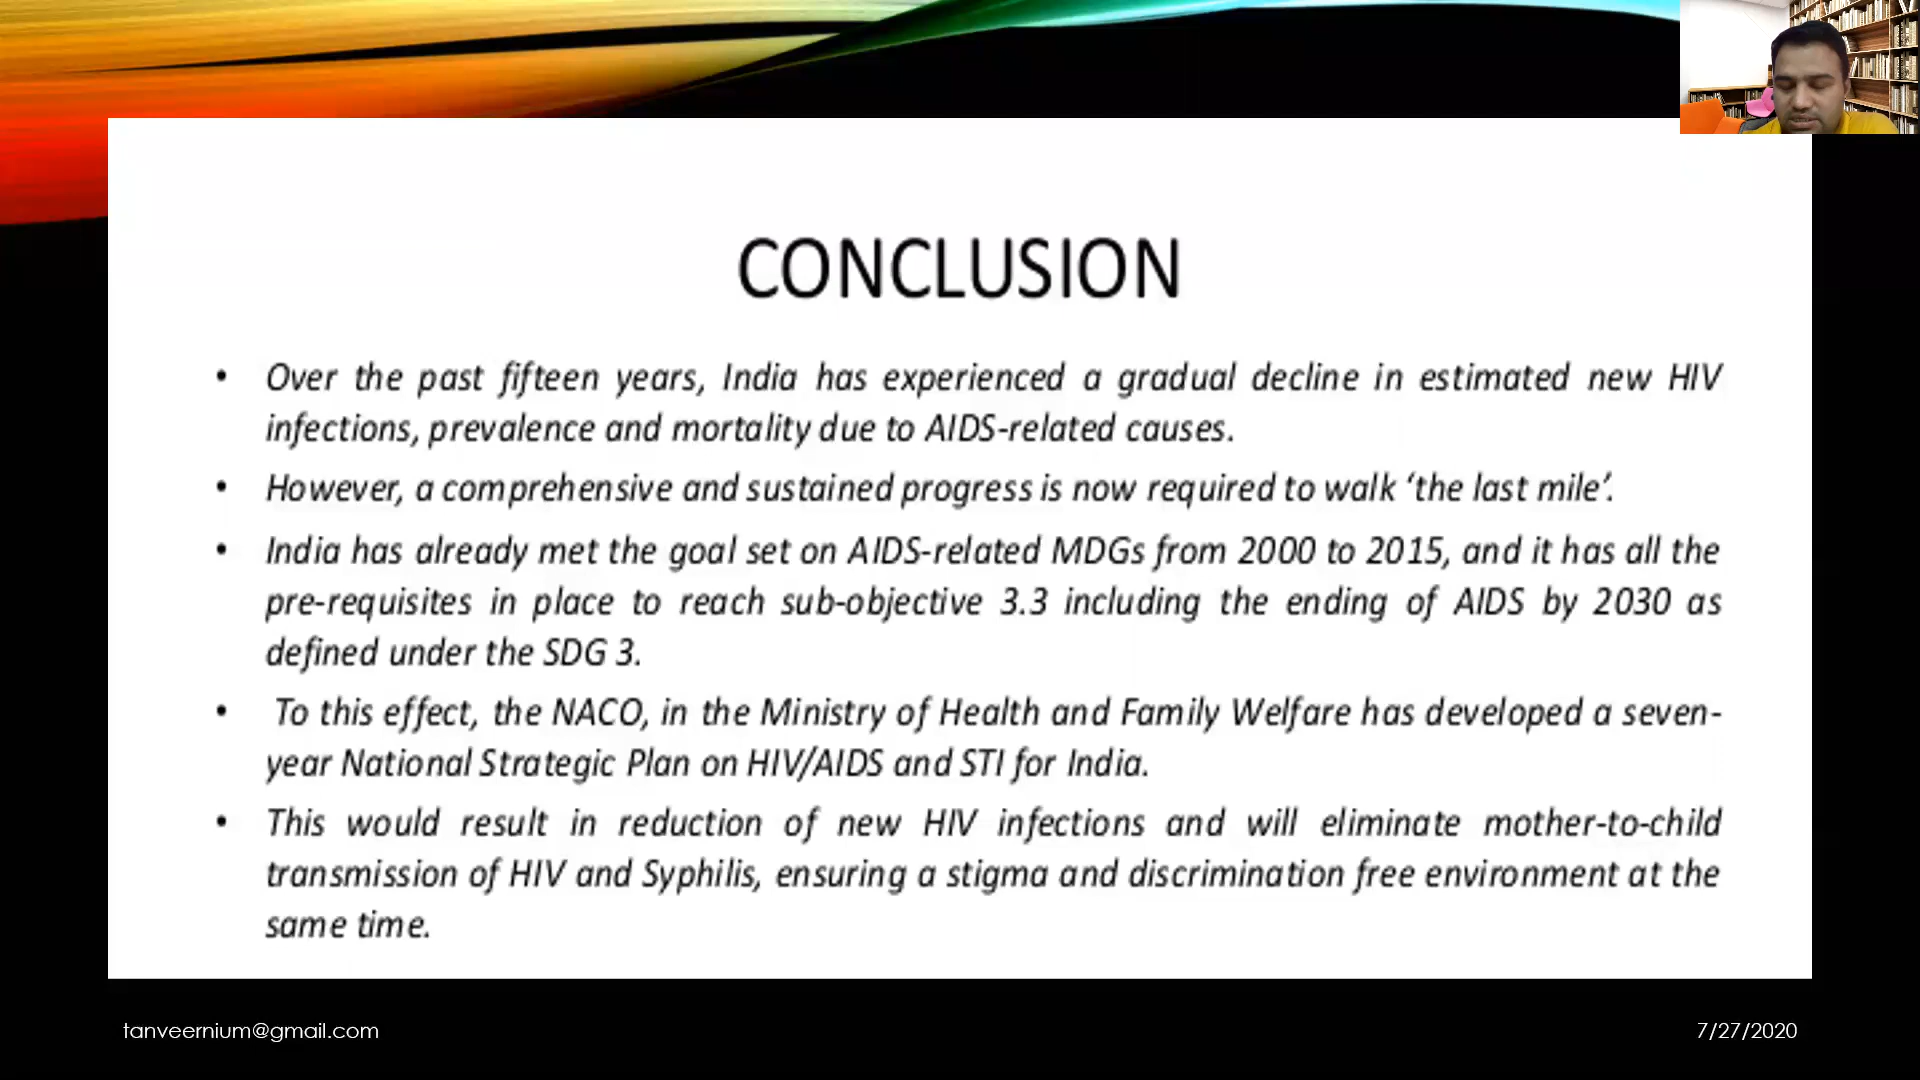 CONCLUSION
• Over the past fifteen years, India has experienced a gradual decline in estimated new HIV
infections, prevalence and mortality due to AIDS-related causes.
• However, a comprehensive and sustained progress is now required to walk ‘the last mile’.
• India has already met the goal set on AIDS-related MDGs from 2000 to 2015, and it has all the
pre-requisites in place to reach sub-objective 3.3 including the ending of AIDS by 2030 as
defined under the SDG 3.
• To this effect, the NACO, in the Ministry of Health and Family Welfare has developed a seven-
year National Strategic Plan on HIV/AIDS and STI for India.
• This would result in reduction of new HIV infections and will eliminate mother-to-child
transmission of HIV and Syphilis, ensuring a stigma and discrimination free environment at the
same time.
tanveernium@gmail.com
7/27/2020